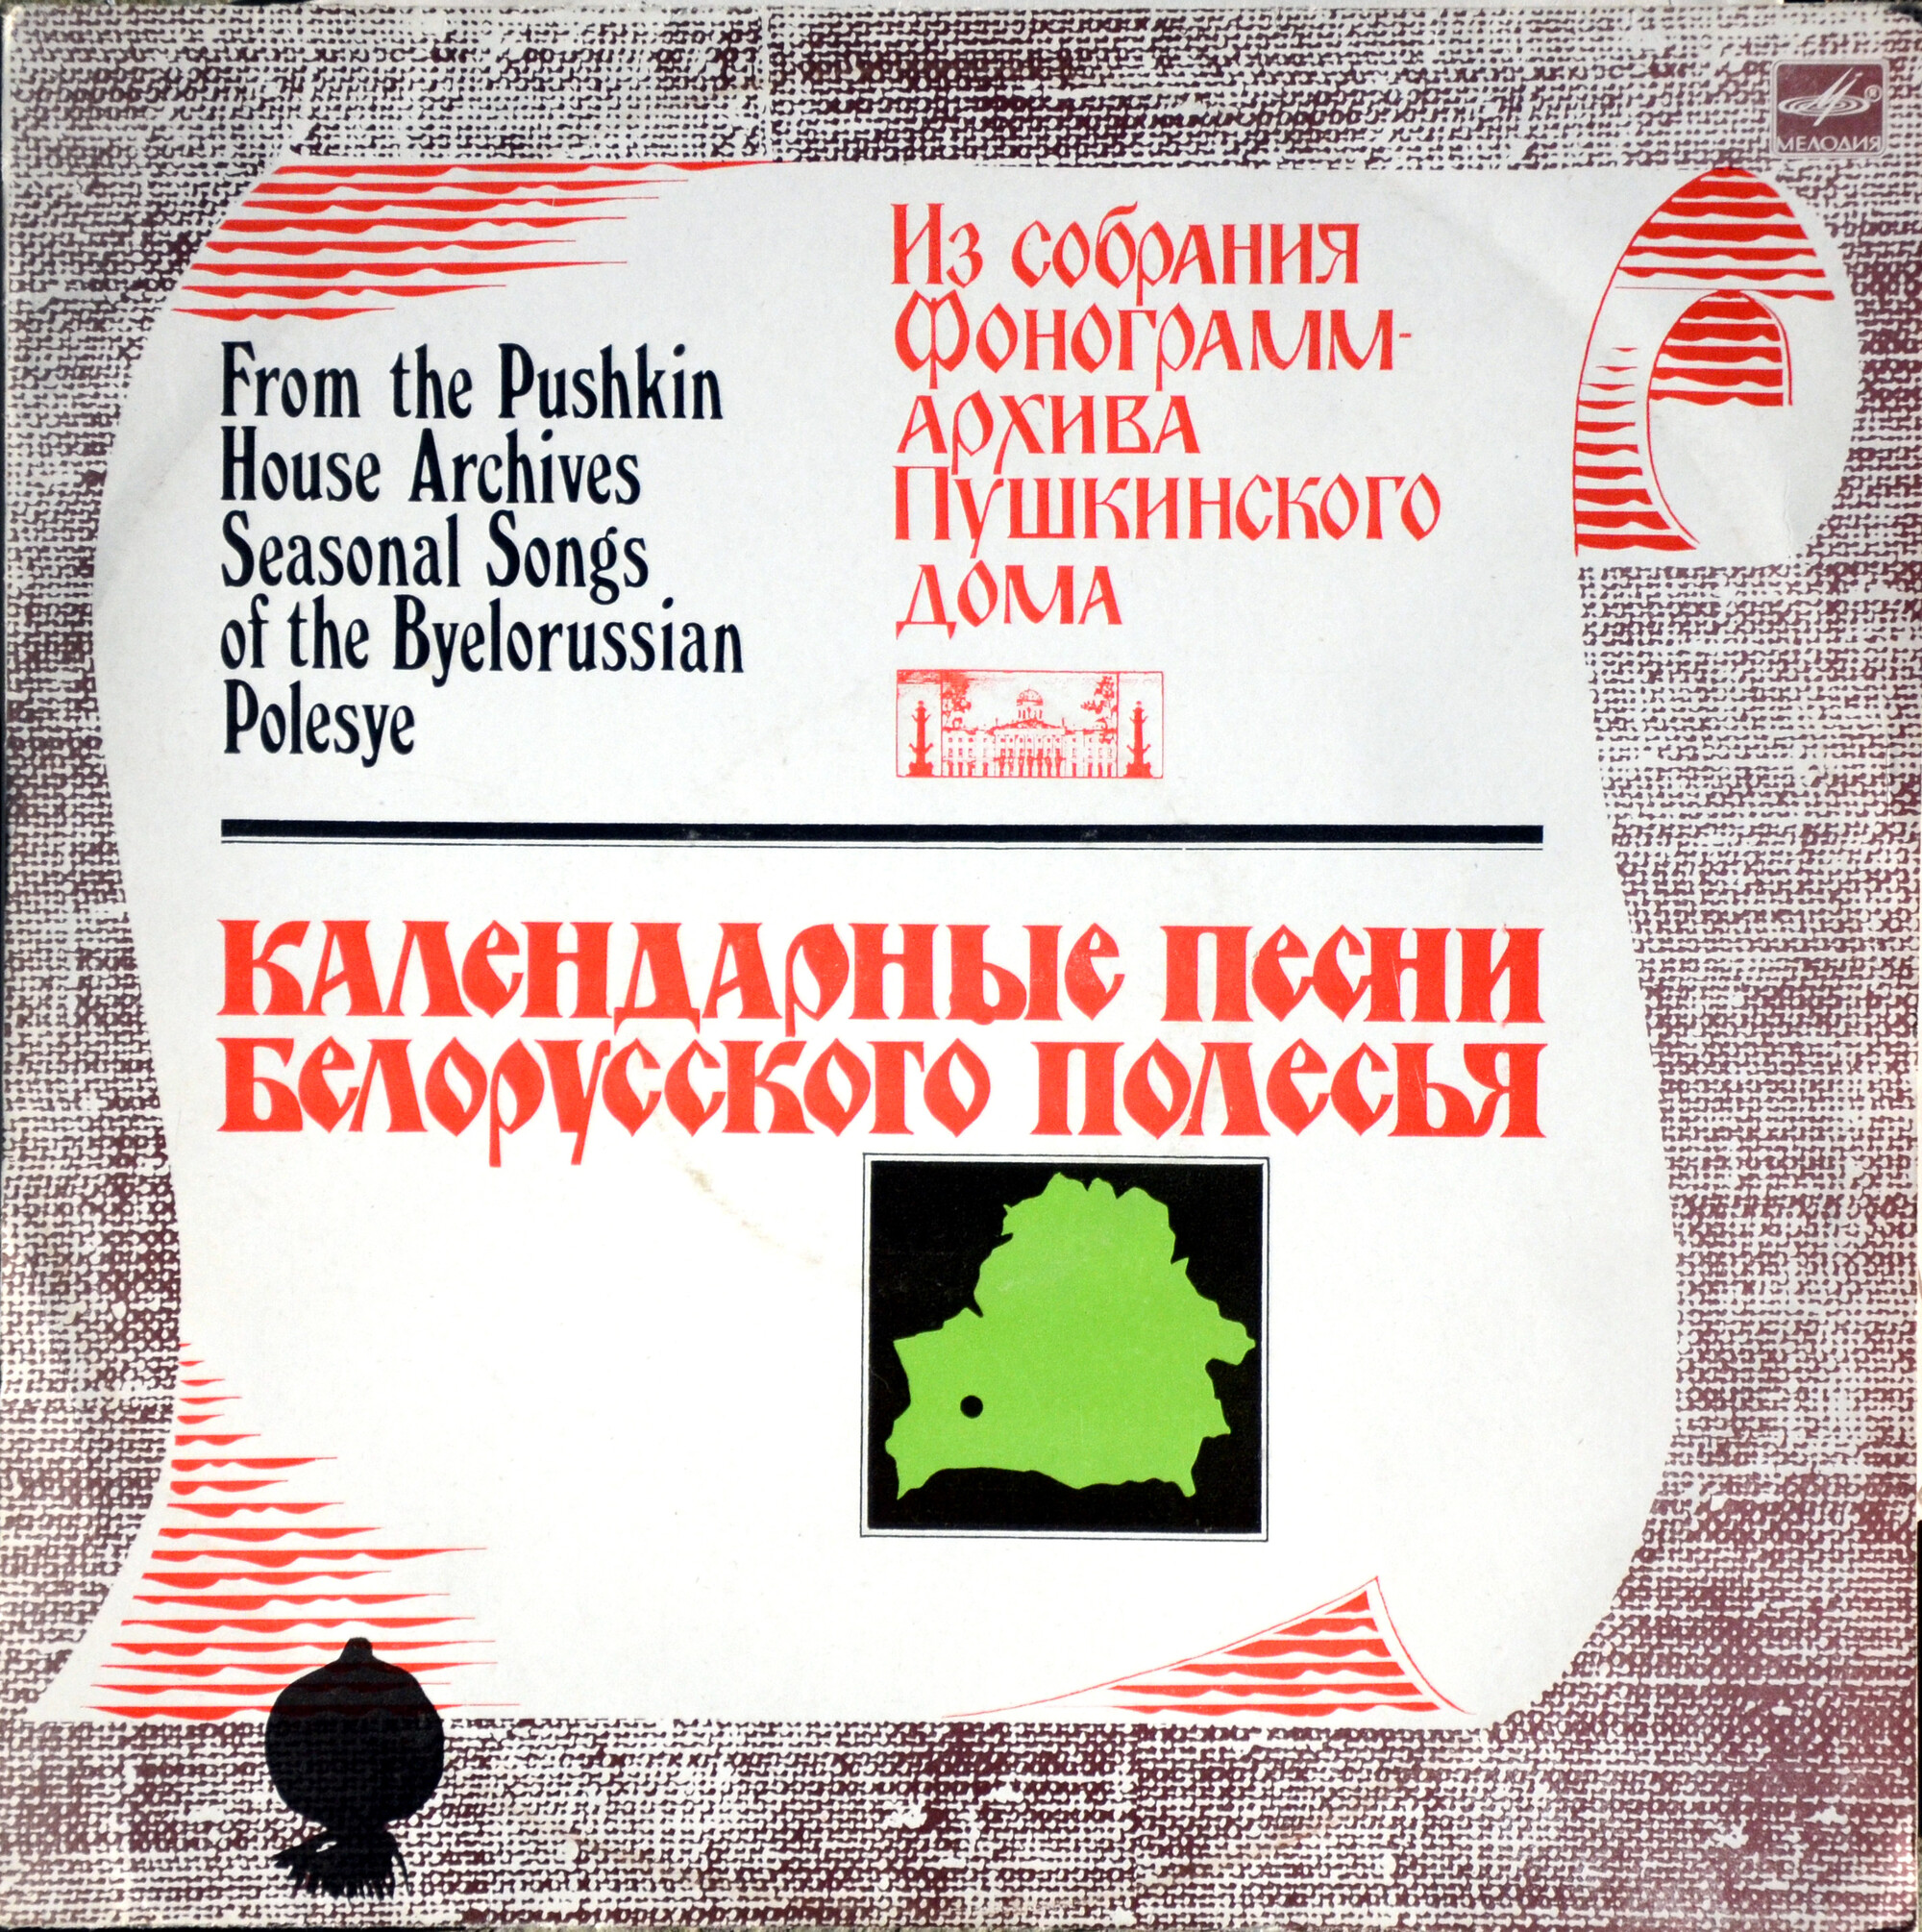 МЕЛОДИЯ
From the Pushkin
House Archives
Seasonal Songs
of the Byelorussian
Polesye
Из собрания
Фонограмм-
архива
Пушкинского
дома
Календарные песни
Белорусского Полесья